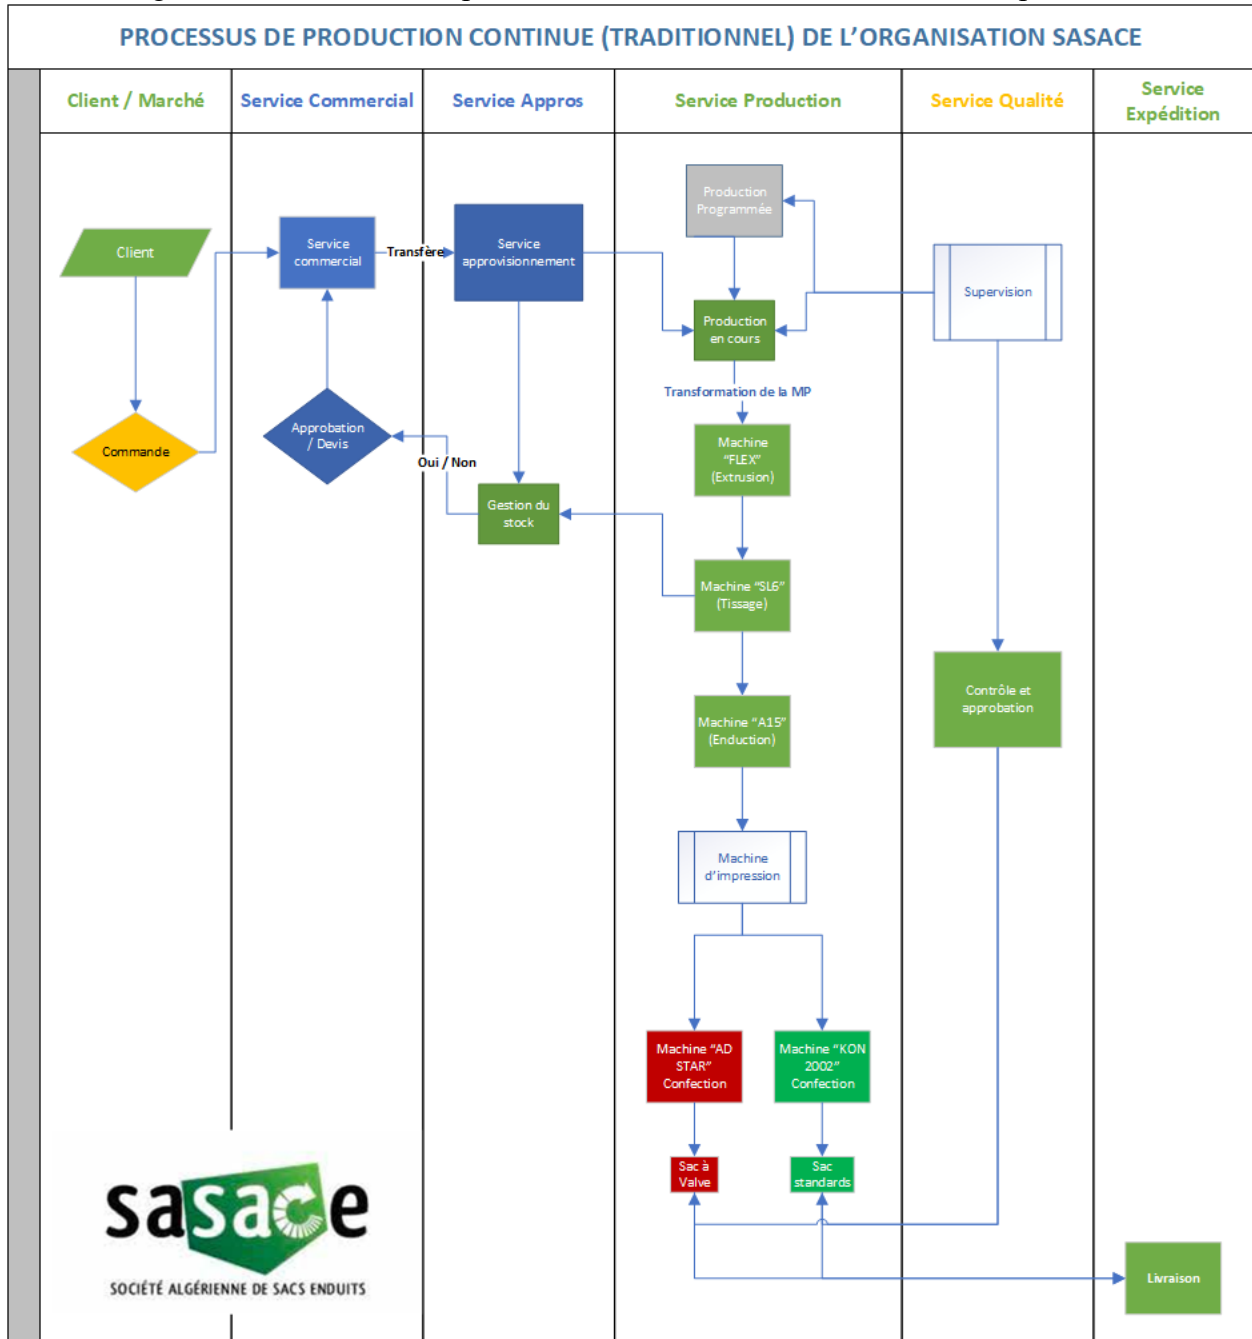 PROCESSUS DE PRODUCTION CONTINUE (TRADITIONNEL) DE L’ORGANISATION SASACE
Client / Marché
Service Commercial
Service Appros
Service Production
Service Qualité
Service
Expédition
Production
Programmée
Client
Service
commercial
Transfère
Service
approvisionnement
Supervision
Production
en cours
Transformation de la MP
Commande
Approbation
/ Devis
Oui / Non
Machine
“FLEX”
(Extrusion)
Gestion du
stock
Machine “SL6”
(Tissage)
Contrôle et
approbation
Machine “A15”
(Enduction)
Machine
d’impression
Machine “AD
STAR”
Confection
Machine “KON
2002”
Confection
Sac à
Valve
Sac
standards
sasace
SOCIÉTÉ ALGÉRIENNE DE SACS ENDUITS
Livraison